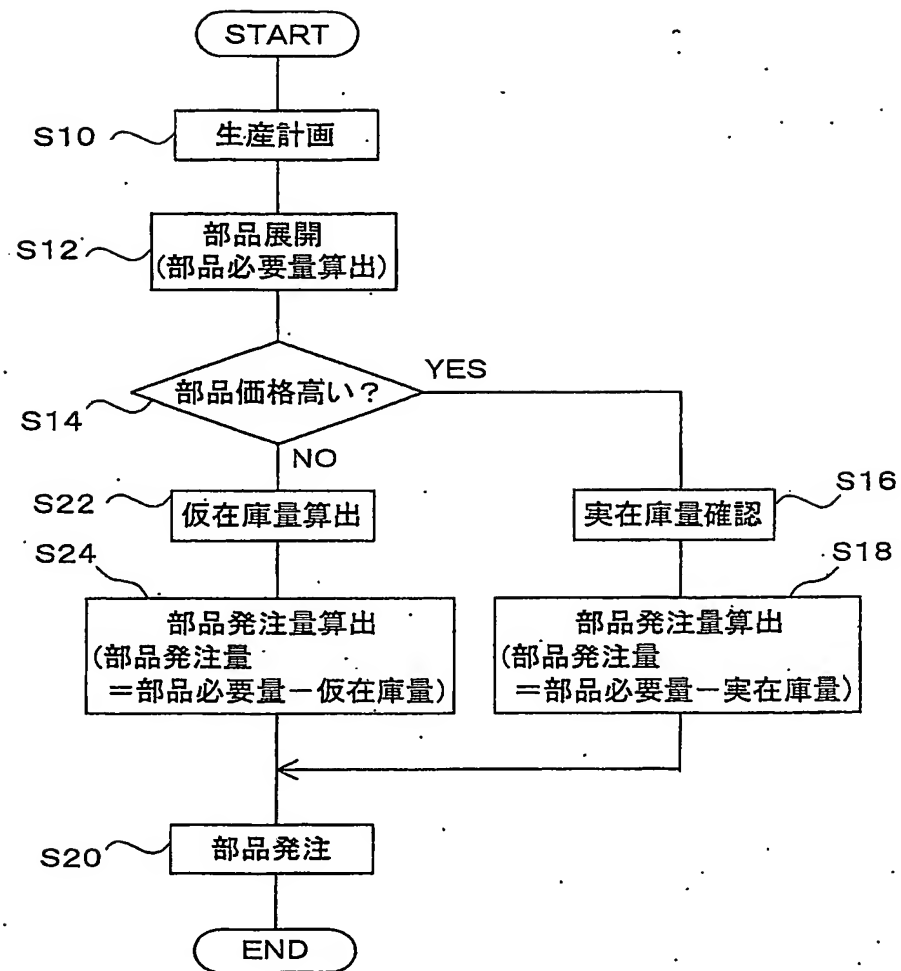 START
S10
生産計画
S12
部品展開
(部品必要量算出)
S14
部品価格高い?
YES
NO
S22
仮在庫量算出
S16
実在庫量確認
S24
部品発注量算出
(部品発注量
=部品必要量-仮在庫量)
S18
部品発注量算出
(部品発注量
=部品必要量-実在庫量)
S20
部品発注
END